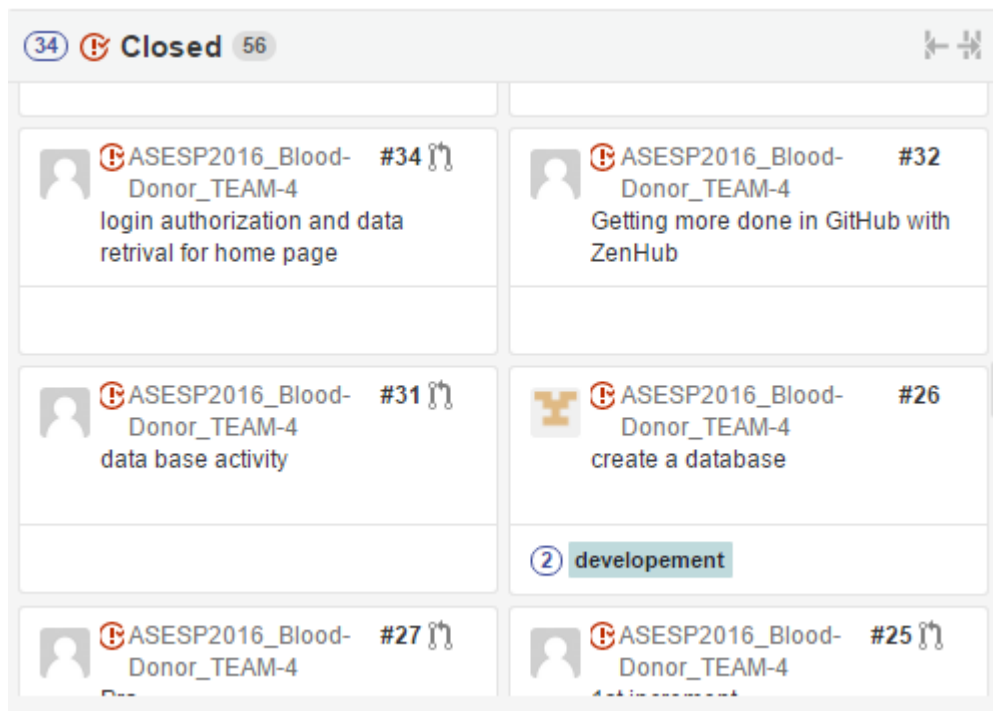 34 Closed 56
ASESP2016_Blood- #34
Donor_TEAM-4
login authorization and data
retrival for home page
ASESP2016_Blood- #32
Donor_TEAM-4
Getting more done in GitHub with
ZenHub
ASESP2016_Blood- #31
Donor_TEAM-4
data base activity
ASESP2016_Blood- #26
Donor_TEAM-4
create a database
2 developement
ASESP2016_Blood- #27
Donor_TEAM-4
ASESP2016_Blood- #25
Donor_TEAM-4
1st increment